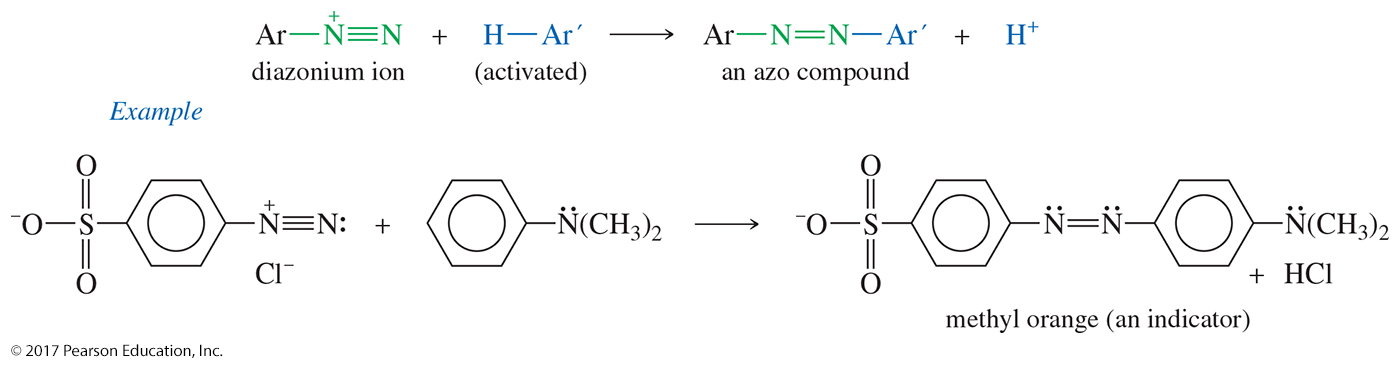 Ar—N⁺≡N + H—Ar′ ⟶ Ar—N=N—Ar′ + H⁺
diazonium ion (activated) an azo compound
Example
O O
⁻O—S N⁺≡N: + N̈(CH₃)₂ ⟶ ⁻O—S N̈=N̈ N̈(CH₃)₂
O Cl⁻ O + HCl
methyl orange (an indicator)
© 2017 Pearson Education, Inc.